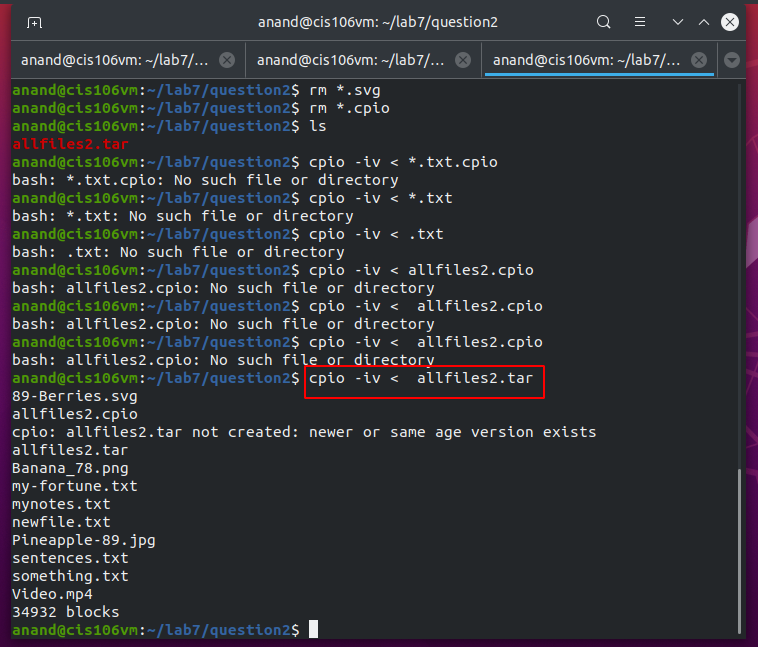 anand@cis106vm: ~/lab7/question2
anand@cis106vm: ~/lab7/... anand@cis106vm: ~/lab7/... anand@cis106vm: ~/lab7/...
anand@cis106vm:~/lab7/question2$ rm *.svg
anand@cis106vm:~/lab7/question2$ rm *.cpio
anand@cis106vm:~/lab7/question2$ ls
allfiles2.tar
anand@cis106vm:~/lab7/question2$ cpio -iv < *.txt.cpio
bash: *.txt.cpio: No such file or directory
anand@cis106vm:~/lab7/question2$ cpio -iv < *.txt
bash: *.txt: No such file or directory
anand@cis106vm:~/lab7/question2$ cpio -iv < .txt
bash: .txt: No such file or directory
anand@cis106vm:~/lab7/question2$ cpio -iv < allfiles2.cpio
bash: allfiles2.cpio: No such file or directory
anand@cis106vm:~/lab7/question2$ cpio -iv <  allfiles2.cpio
bash: allfiles2.cpio: No such file or directory
anand@cis106vm:~/lab7/question2$ cpio -iv <  allfiles2.cpio
bash: allfiles2.cpio: No such file or directory
anand@cis106vm:~/lab7/question2$ cpio -iv <  allfiles2.tar
89-Berries.svg
allfiles2.cpio
cpio: allfiles2.tar not created: newer or same age version exists
allfiles2.tar
Banana_78.png
my-fortune.txt
mynotes.txt
newfile.txt
Pineapple-89.jpg
sentences.txt
something.txt
Video.mp4
34932 blocks
anand@cis106vm:~/lab7/question2$